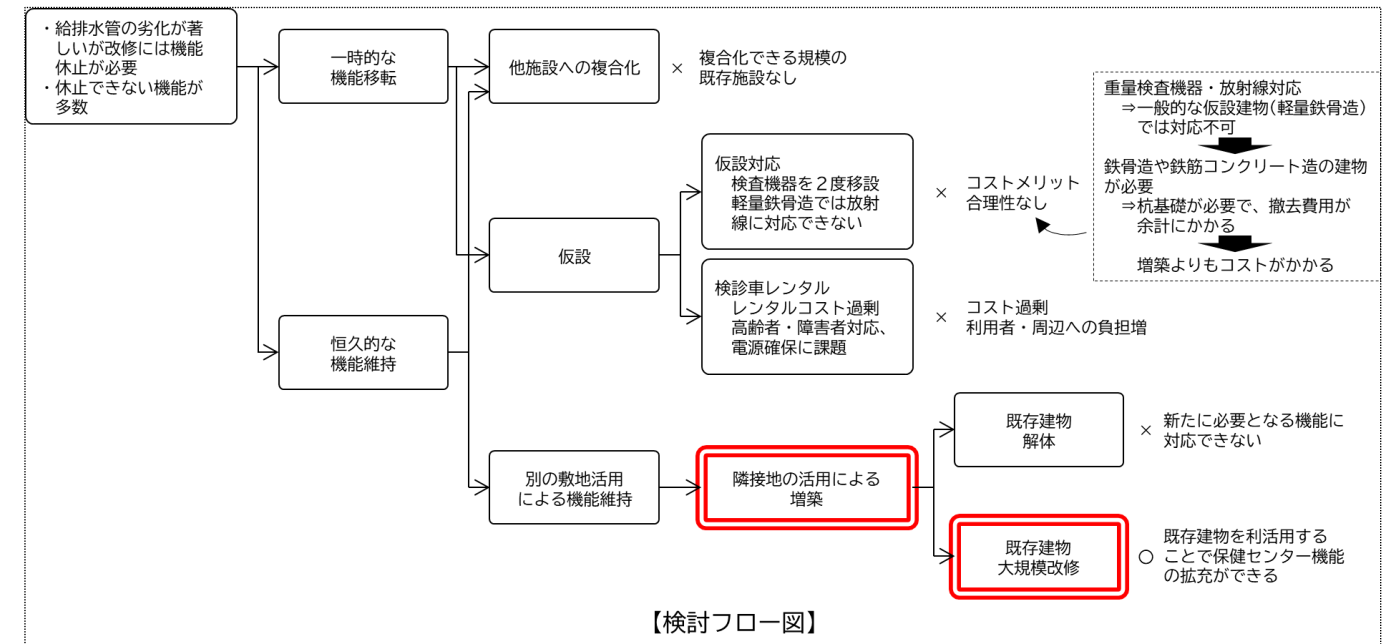 ・給排水管の劣化が著
しいが改修には機能
休止が必要
・休止できない機能が
多数
一時的な
機能移転
他施設への複合化
× 複合化できる規模の
既存施設なし
重量検査機器・放射線対応
⇒一般的な仮設建物(軽量鉄骨造)
では対応不可
鉄骨造や鉄筋コンクリート造の建物
が必要
⇒杭基礎が必要で、撤去費用が
余計にかかる
増築よりもコストがかかる
仮設対応
検査機器を２度移設
軽量鉄骨造では放射
線に対応できない
× コストメリット
合理性なし
仮設
検診車レンタル
レンタルコスト過剰
高齢者・障害者対応、
電源確保に課題
× コスト過剰
利用者・周辺への負担増
恒久的な
機能維持
既存建物
解体
× 新たに必要となる機能に
対応できない
別の敷地活用
による機能維持
隣接地の活用による
増築
既存建物
大規模改修
○ 既存建物を利活用する
ことで保健センター機能
の拡充ができる
【検討フロー図】